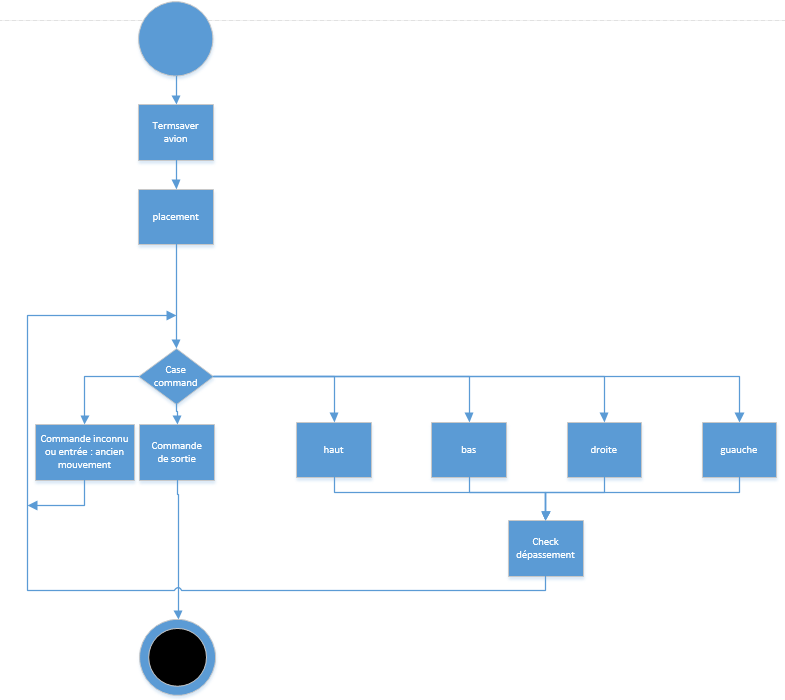 Termsaver
avion
placement
Case
command
Commande inconnu
ou entrée : ancien
mouvement
Commande
de sortie
haut
bas
droite
guauche
Check
dépassement